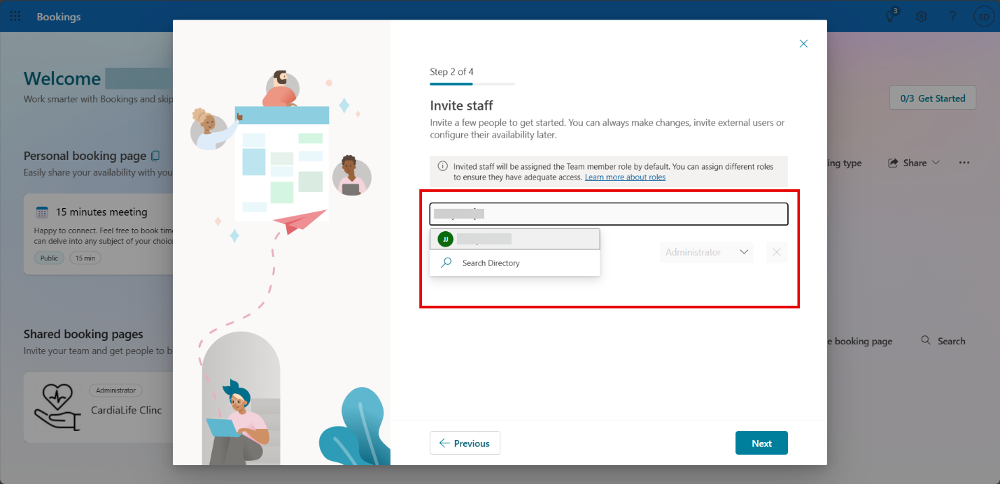 Bookings
3
SD
Welcome
Work smarter with Bookings and skip
0/3 Get Started
Personal booking page
Easily share your availability with you
ing type
Share
15 minutes meeting
Happy to connect. Feel free to book time
can delve into any subject of your choice
Public
15 min
Shared booking pages
Invite your team and get people to b
e booking page
Search
Administrator
CardiaLife Clinc
Step 2 of 4
Invite staff
Invite a few people to get started. You can always make changes, invite external users or
configure their availability later.
Invited staff will be assigned the Team member role by default. You can assign different roles
to ensure they have adequate access. Learn more about roles
JJ
Administrator
Search Directory
Previous
Next